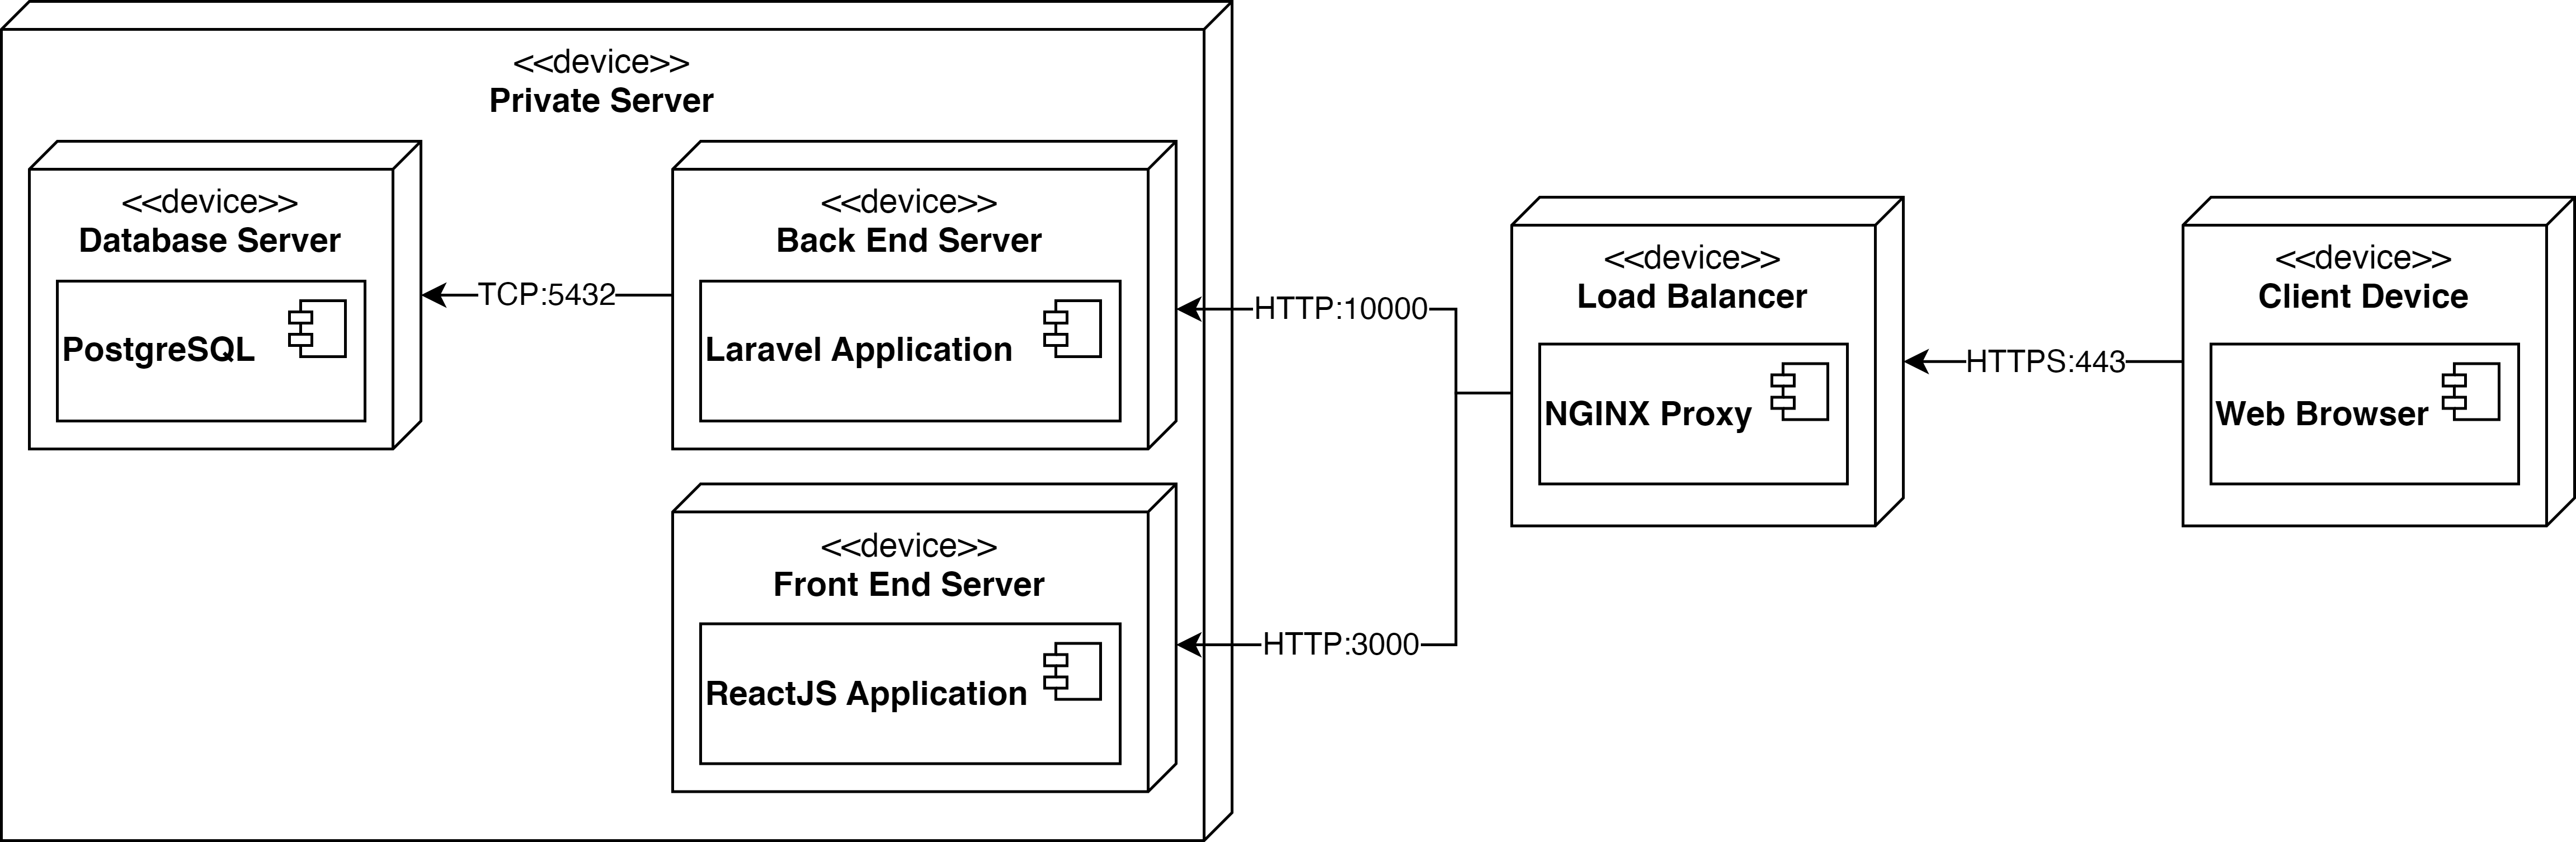 <<device>>
Private Server
<<device>>
Database Server
PostgreSQL
TCP:5432
<<device>>
Back End Server
Laravel Application
HTTP:10000
<<device>>
Front End Server
ReactJS Application
HTTP:3000
<<device>>
Load Balancer
NGINX Proxy
HTTPS:443
<<device>>
Client Device
Web Browser